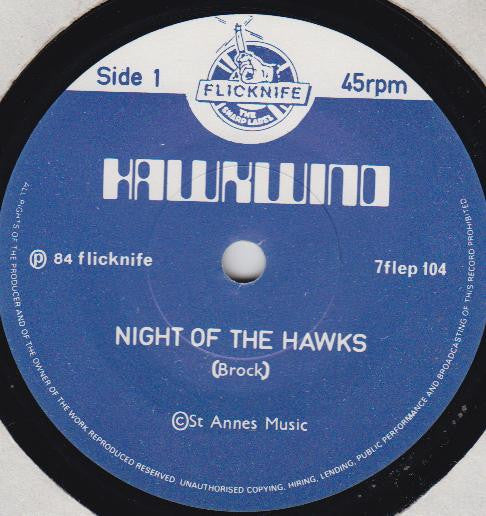 Side 1
FLICKNIFE
THE
SHARP LABEL
45rpm
HAWKWIND
℗ 84 flicknife
7flep 104
NIGHT OF THE HAWKS
(Brock)
©St Annes Music
ALL RIGHTS OF THE PRODUCER AND OF THE OWNER OF THE WORK REPRODUCED RESERVED. UNAUTHORISED COPYING, HIRING, LENDING, PUBLIC PERFORMANCE AND BROADCASTING OF THIS RECORD PROHIBITED